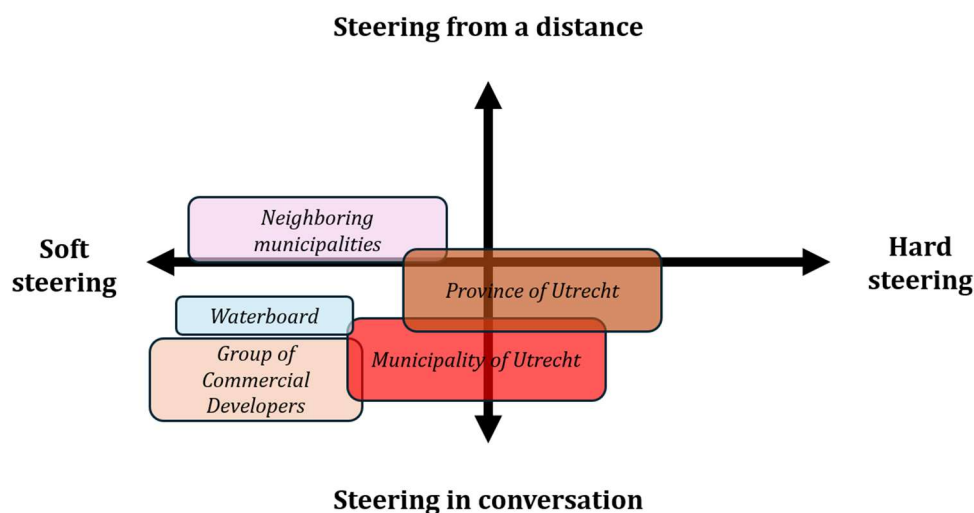 Steering from a distance
Neighboring
municipalities
Soft
steering
Hard
steering
Province of Utrecht
Waterboard
Group of
Commercial
Developers
Municipality of Utrecht
Steering in conversation